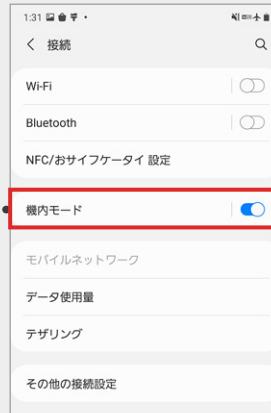 1:31
接続
Wi-Fi
Bluetooth
NFC/おサイフケータイ 設定
機内モード
モバイルネットワーク
データ使用量
テザリング
その他の接続設定